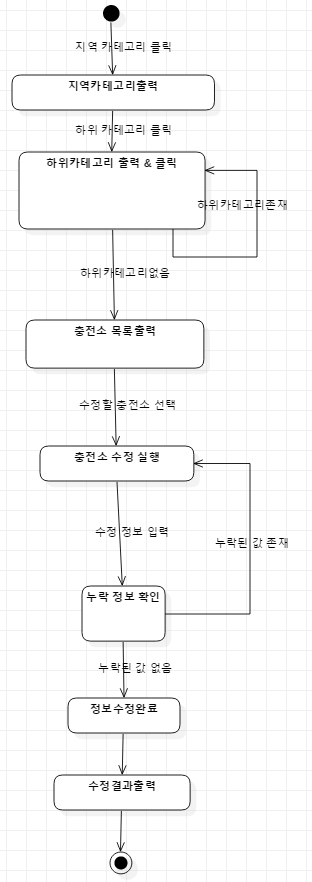 지역 카테고리 클릭
지역카테고리출력
하위 카테고리 클릭
하위카테고리 출력 & 클릭
하위카테고리존재
하위카테고리없음
충전소 목록출력
수정할 충전소 선택
충전소 수정 실행
수정 정보 입력
누락된 값 존재
누락 정보 확인
누락된 값 없음
정보수정완료
수정결과출력